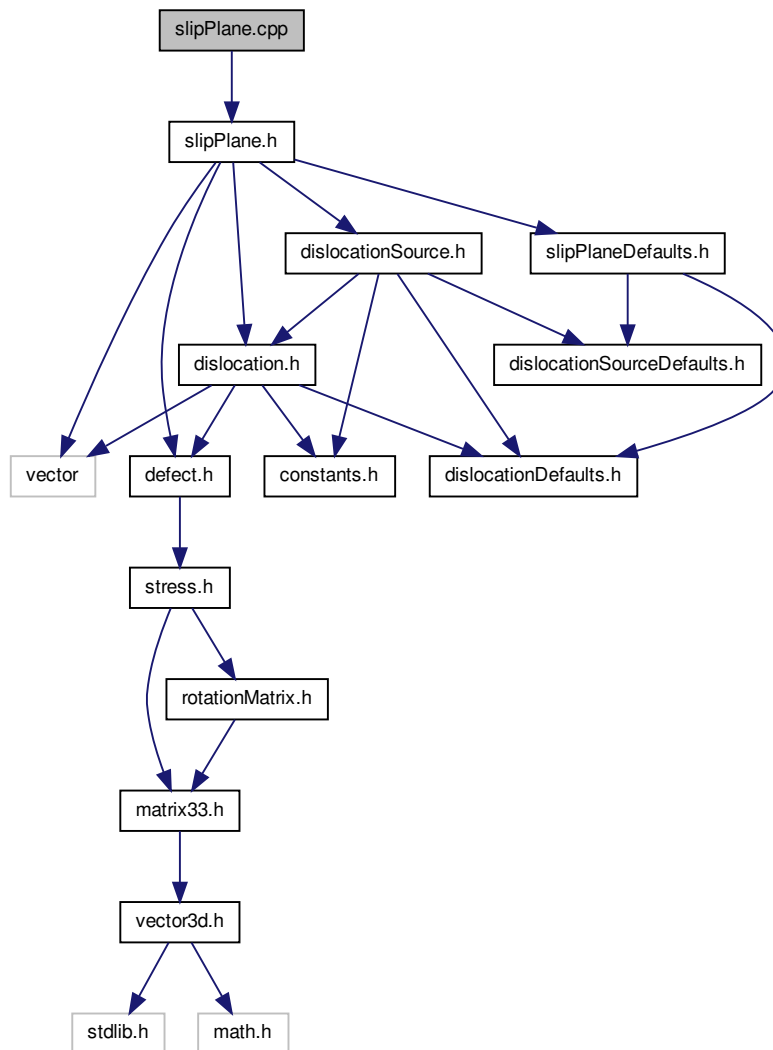 slipPlane.cpp
slipPlane.h
dislocationSource.h
slipPlaneDefaults.h
dislocation.h
dislocationSourceDefaults.h
vector
defect.h
constants.h
dislocationDefaults.h
stress.h
rotationMatrix.h
matrix33.h
vector3d.h
stdlib.h
math.h